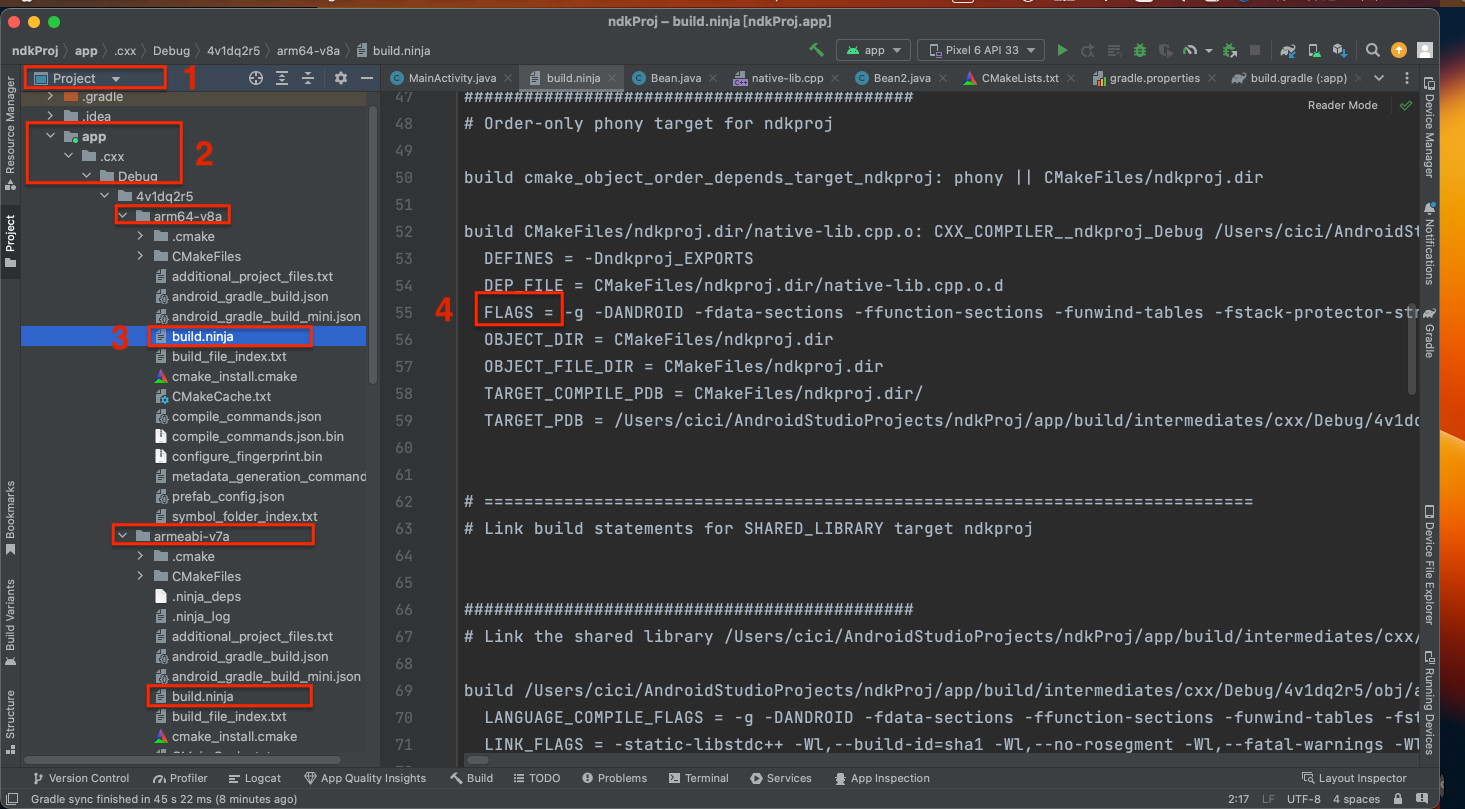 ndkProj – build.ninja [ndkProj.app]
ndkProj app .cxx Debug 4v1dq2r5 arm64-v8a build.ninja
app Pixel 6 API 33
Project 1
MainActivity.java build.ninja Bean.java native-lib.cpp Bean2.java CMakeLists.txt gradle.properties build.gradle (:app)
Reader Mode
Resource Manager
Project
Bookmarks
Build Variants
Structure
.gradle
.idea
app
.cxx
2
Debug
4v1dq2r5
arm64-v8a
.cmake
CMakeFiles
additional_project_files.txt
android_gradle_build.json
android_gradle_build_mini.json
3 build.ninja
build_file_index.txt
cmake_install.cmake
CMakeCache.txt
compile_commands.json
compile_commands.json.bin
configure_fingerprint.bin
metadata_generation_command
prefab_config.json
symbol_folder_index.txt
armeabi-v7a
.cmake
CMakeFiles
.ninja_deps
.ninja_log
additional_project_files.txt
android_gradle_build.json
android_gradle_build_mini.json
build.ninja
build_file_index.txt
cmake_install.cmake
47 #############################################
48 # Order-only phony target for ndkproj
49
50 build cmake_object_order_depends_target_ndkproj: phony || CMakeFiles/ndkproj.dir
51
52 build CMakeFiles/ndkproj.dir/native-lib.cpp.o: CXX_COMPILER__ndkproj_Debug /Users/cici/AndroidSt
53 DEFINES = -Dndkproj_EXPORTS
54 DEP_FILE = CMakeFiles/ndkproj.dir/native-lib.cpp.o.d
4
55 FLAGS = -g -DANDROID -fdata-sections -ffunction-sections -funwind-tables -fstack-protector-str
56 OBJECT_DIR = CMakeFiles/ndkproj.dir
57 OBJECT_FILE_DIR = CMakeFiles/ndkproj.dir
58 TARGET_COMPILE_PDB = CMakeFiles/ndkproj.dir/
59 TARGET_PDB = /Users/cici/AndroidStudioProjects/ndkProj/app/build/intermediates/cxx/Debug/4v1dq
60
61
62 # =============================================================================
63 # Link build statements for SHARED_LIBRARY target ndkproj
64
65
66 #############################################
67 # Link the shared library /Users/cici/AndroidStudioProjects/ndkProj/app/build/intermediates/cxx/
68
69 build /Users/cici/AndroidStudioProjects/ndkProj/app/build/intermediates/cxx/Debug/4v1dq2r5/obj/a
70 LANGUAGE_COMPILE_FLAGS = -g -DANDROID -fdata-sections -ffunction-sections -funwind-tables -fst
71 LINK_FLAGS = -static-libstdc++ -Wl,--build-id=sha1 -Wl,--no-rosegment -Wl,--fatal-warnings -Wl
Device Manager
Notifications
Gradle
Device File Explorer
Running Devices
Version Control Profiler Logcat App Quality Insights Build TODO Problems Terminal Services App Inspection Layout Inspector
Gradle sync finished in 45 s 22 ms (8 minutes ago) 2:17 LF UTF-8 4 spaces